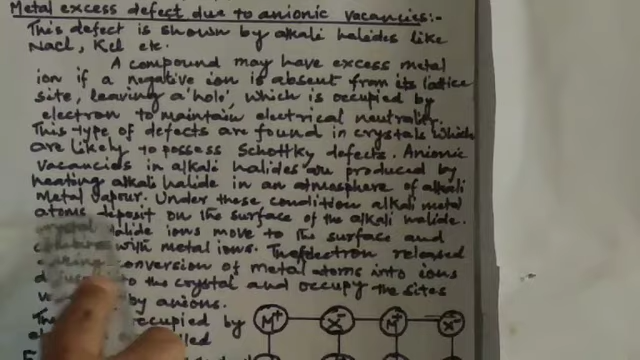 Metal excess defect due to anionic vacancies:-
This defect is shown by alkali halides like
Nacl, Kcl etc.
A compound may have excess metal
ion if a negative ion is absent from its lattice
site, leaving a 'hole', which is occupied by
electron to maintain electrical neutrality.
This type of defects are found in crystals which
are likely to possess Schottky defects. Anionic
vacancies in alkali halides are produced by
heating alkali halide in an atmosphere of alkali
metal vapour. Under these condition alkali metal
atoms deposit on the surface of the alkali halide.
halide ions move to the surface and
with metal ions. The electron released
conversion of metal atoms into ions
to the crystal and occupy the sites
by anions.
occupied by
M+ X- M+ X-